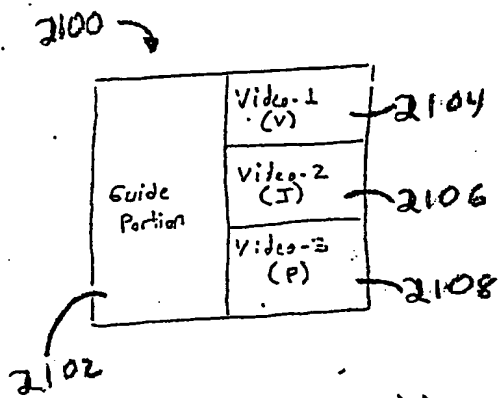 2100
Video-1
(V)
2104
Guide
Portion
Video-2
(I)
2106
Video-3
(P)
2108
2102